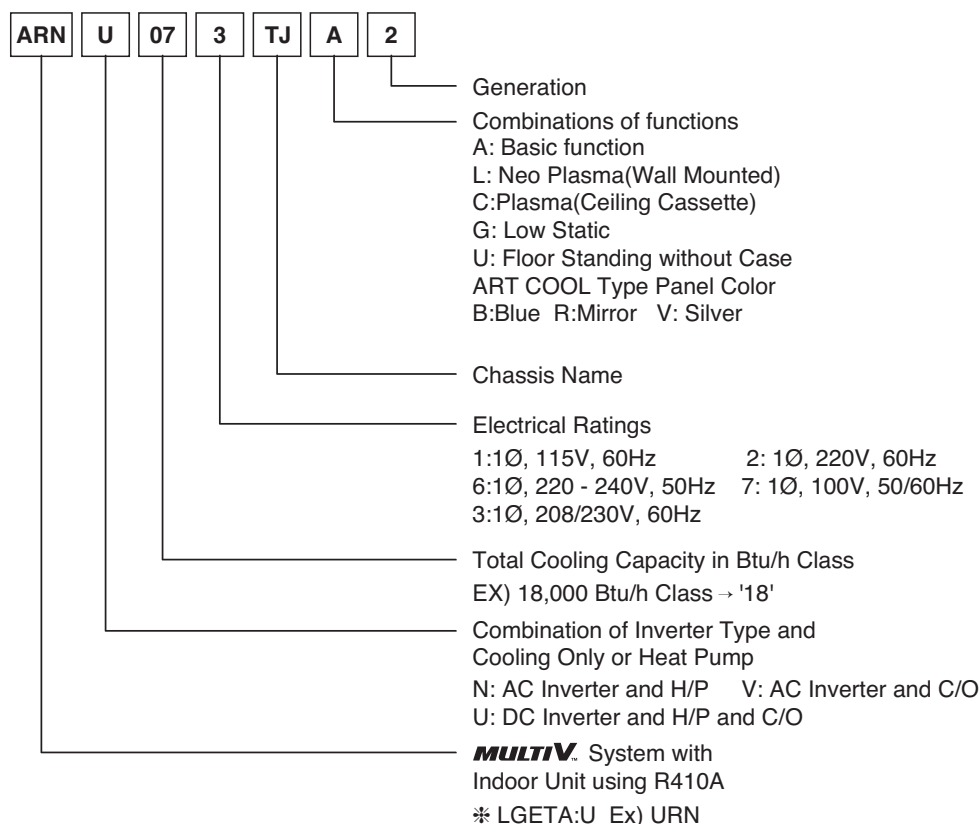 ARN U 07 3 TJ A 2
Generation
Combinations of functions
A: Basic function
L: Neo Plasma(Wall Mounted)
C:Plasma(Ceiling Cassette)
G: Low Static
U: Floor Standing without Case
ART COOL Type Panel Color
B:Blue R:Mirror V: Silver
Chassis Name
Electrical Ratings
1:1Ø, 115V, 60Hz 2: 1Ø, 220V, 60Hz
6:1Ø, 220 - 240V, 50Hz 7: 1Ø, 100V, 50/60Hz
3:1Ø, 208/230V, 60Hz
Total Cooling Capacity in Btu/h Class
EX) 18,000 Btu/h Class → '18'
Combination of Inverter Type and
Cooling Only or Heat Pump
N: AC Inverter and H/P V: AC Inverter and C/O
U: DC Inverter and H/P and C/O
MULTI V™ System with
Indoor Unit using R410A
❈ LGETA:U Ex) URN